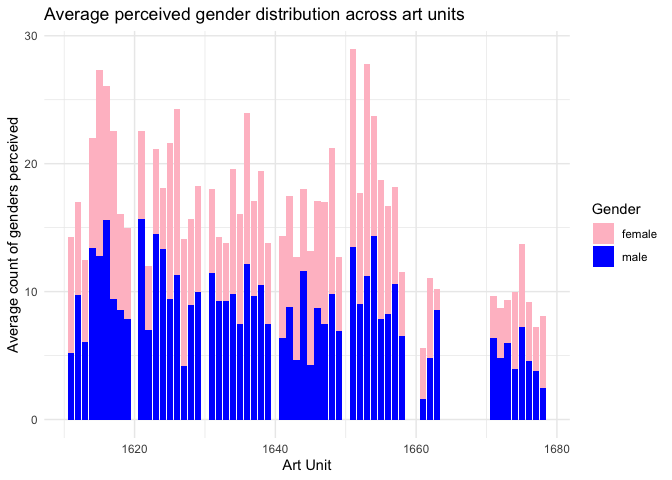 Average perceived gender distribution across art units
Average count of genders perceived
30
20
10
0
1620
1640
1660
1680
Art Unit
Gender
female
male